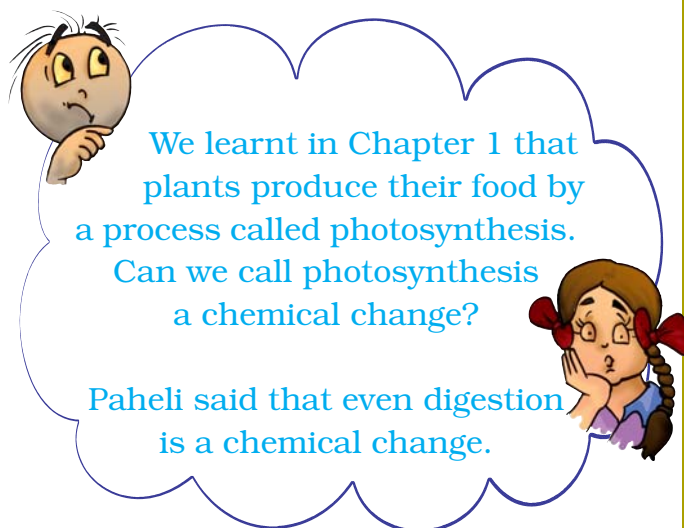 We learnt in Chapter 1 that
plants produce their food by
a process called photosynthesis.
Can we call photosynthesis
a chemical change?
Paheli said that even digestion
is a chemical change.